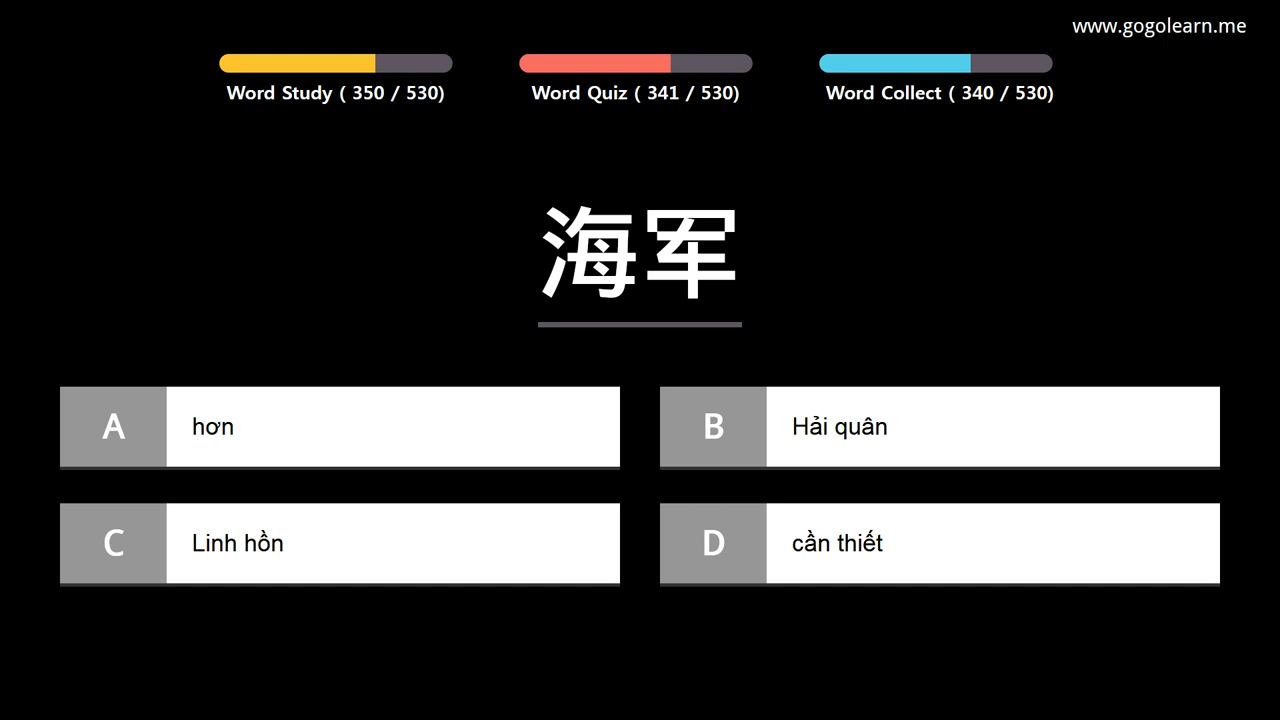 www.gogolearn.me
Word Study ( 350 / 530)
Word Quiz ( 341 / 530)
Word Collect ( 340 / 530)
海军
A hơn
B Hải quân
C Linh hồn
D cần thiết